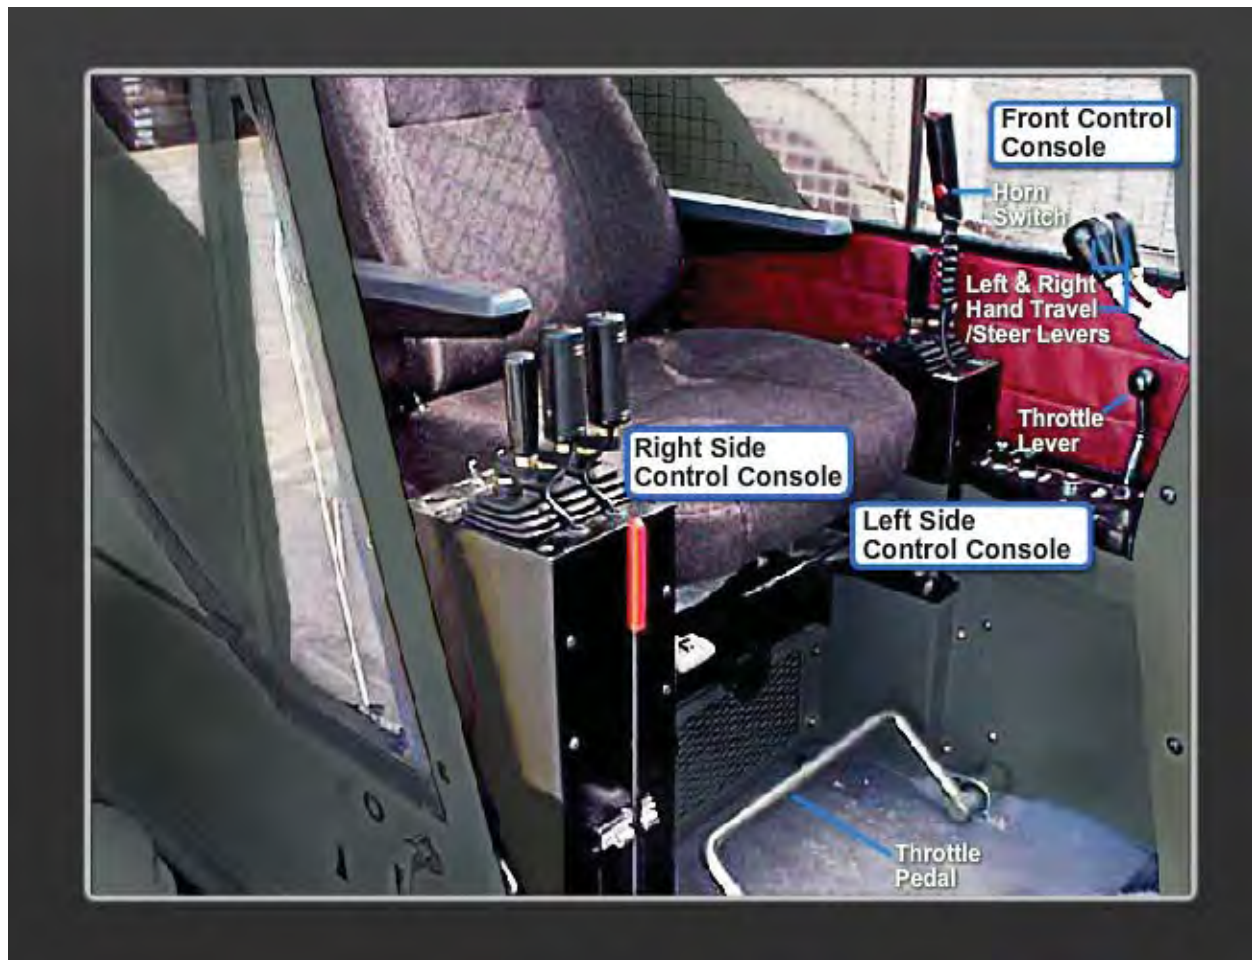 Front Control
Console
Horn
Switch
Left & Right
Hand Travel
/Steer Levers
Throttle
Lever
Right Side
Control Console
Left Side
Control Console
Throttle
Pedal